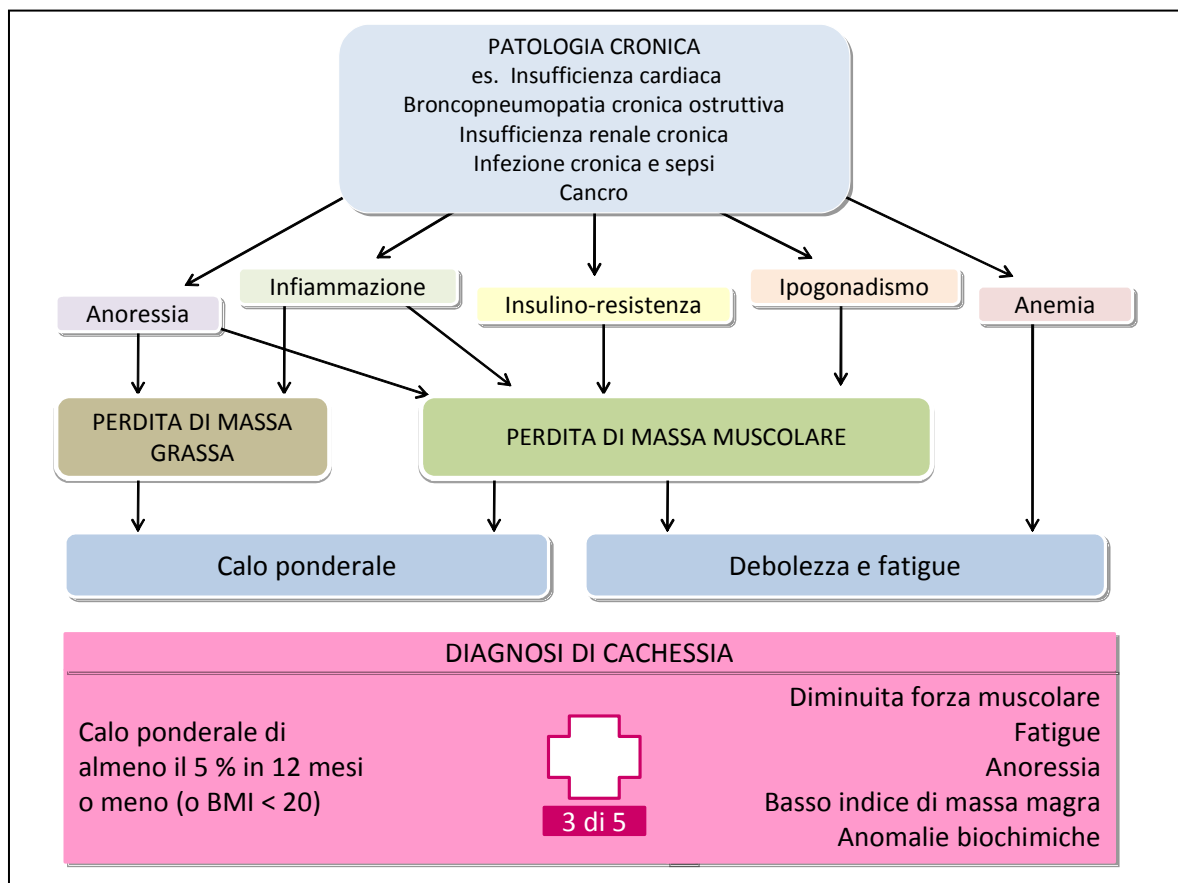 PATOLOGIA CRONICA
es. Insufficienza cardiaca
Broncopneumopatia cronica ostruttiva
Insufficienza renale cronica
Infezione cronica e sepsi
Cancro
Anoressia
Infiammazione
Insulino-resistenza
Ipogonadismo
Anemia
PERDITA DI MASSA
GRASSA
PERDITA DI MASSA MUSCOLARE
Calo ponderale
Debolezza e fatigue
DIAGNOSI DI CACHESSIA
Calo ponderale di
almeno il 5 % in 12 mesi
o meno (o BMI < 20)
3 di 5
Diminuita forza muscolare
Fatigue
Anoressia
Basso indice di massa magra
Anomalie biochimiche